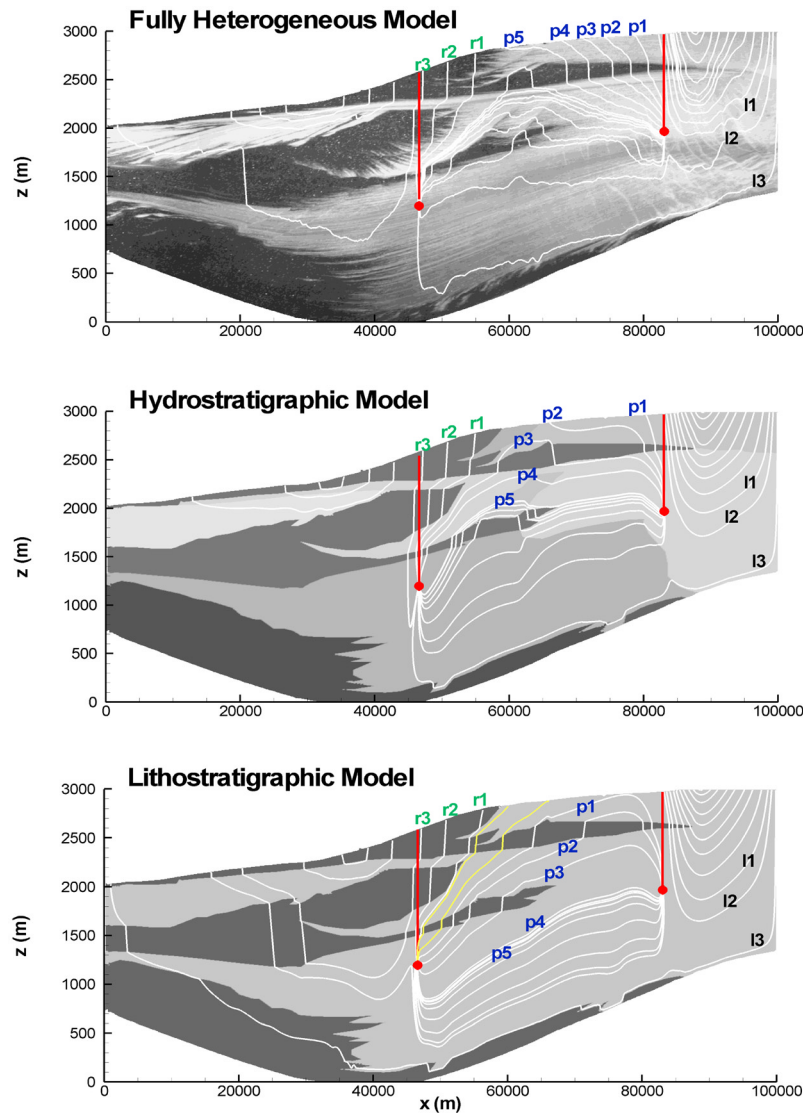 Fully Heterogeneous Model
r3 r2 r1 p5 p4 p3 p2 p1
l1
l2
l3
z (m)
3000
2500
2000
1500
1000
500
0
0 20000 40000 60000 80000 100000
Hydrostratigraphic Model
r3 r2 r1 p2 p1
p3
p4
p5
l1
l2
l3
z (m)
3000
2500
2000
1500
1000
500
0
0 20000 40000 60000 80000 100000
Lithostratigraphic Model
r3 r2 r1 p1
p2
p3
p4
p5
l1
l2
l3
z (m)
3000
2500
2000
1500
1000
500
0
0 20000 40000 60000 80000 100000
x (m)